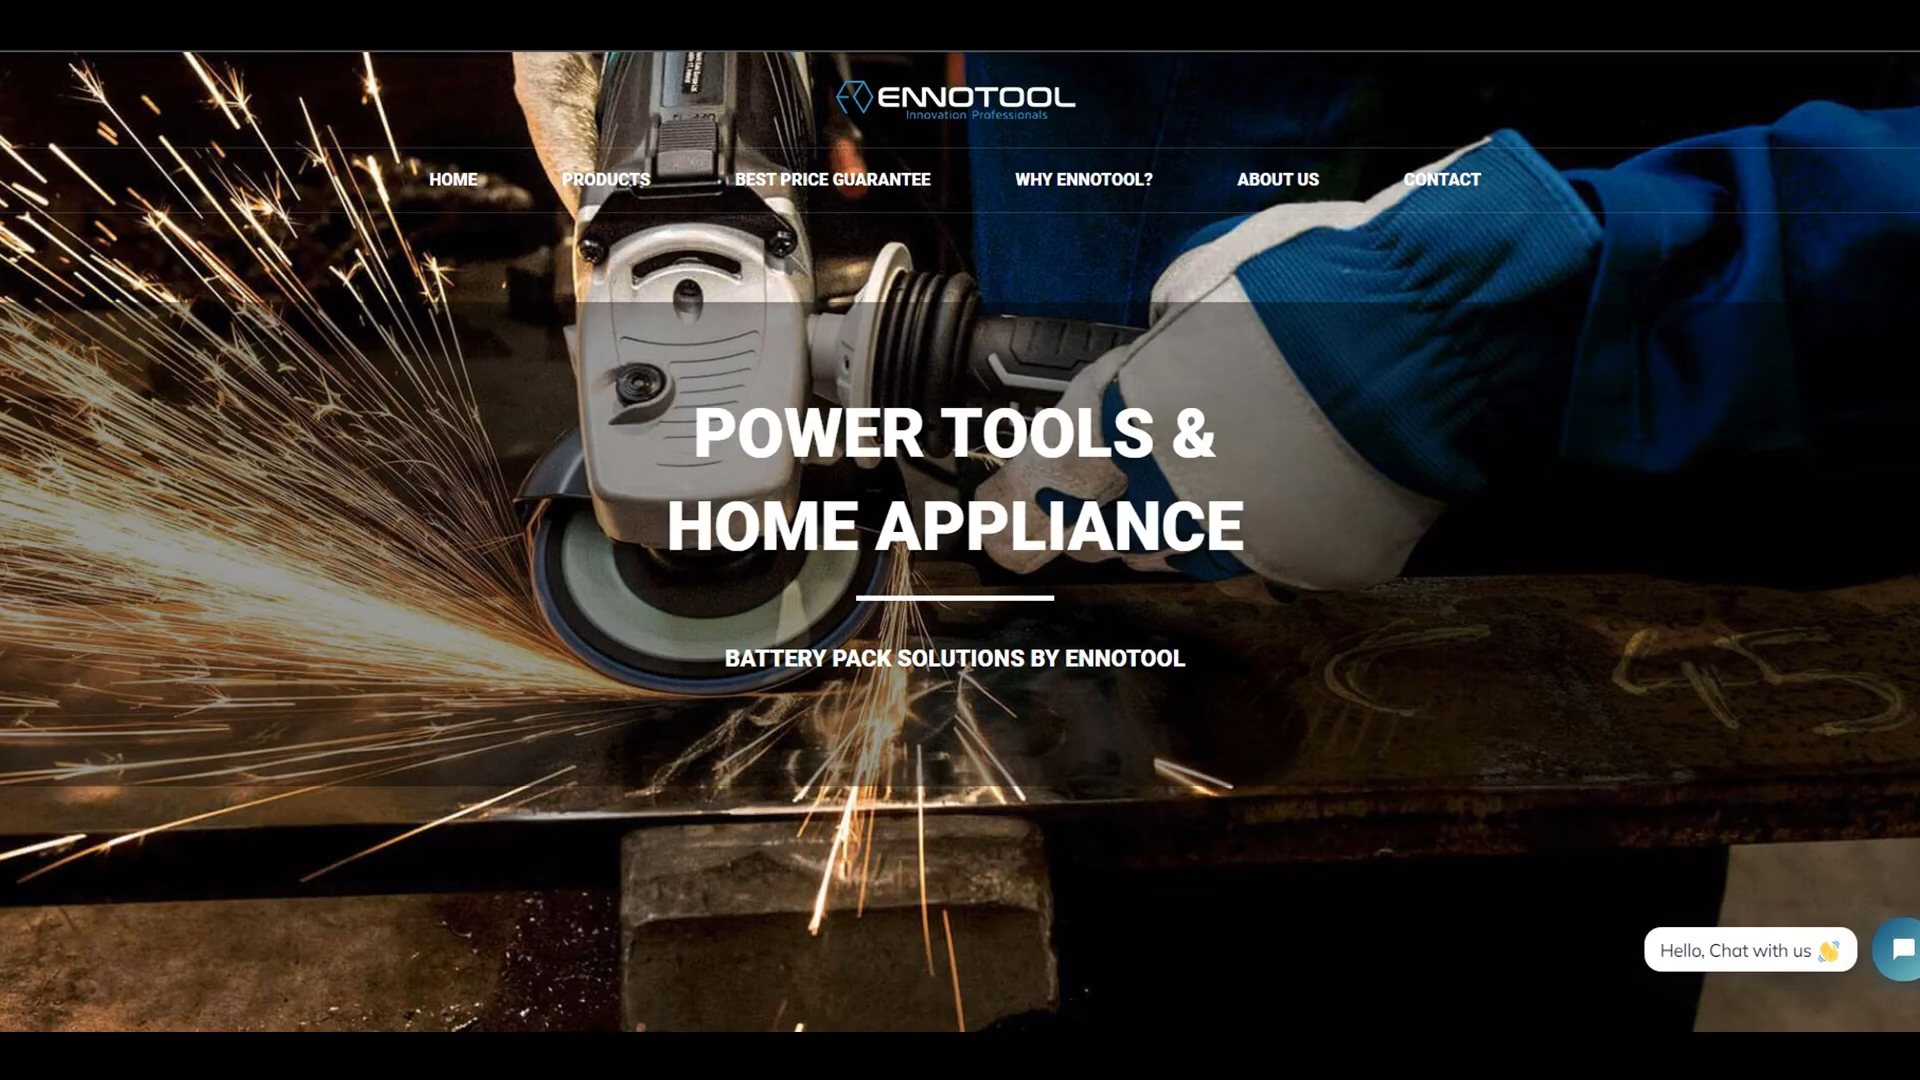 ENNOTOOL
Innovation Professionals
HOME PRODUCTS BEST PRICE GUARANTEE WHY ENNOTOOL? ABOUT US CONTACT
POWER TOOLS &
HOME APPLIANCE
BATTERY PACK SOLUTIONS BY ENNOTOOL
Hello, Chat with us 👋